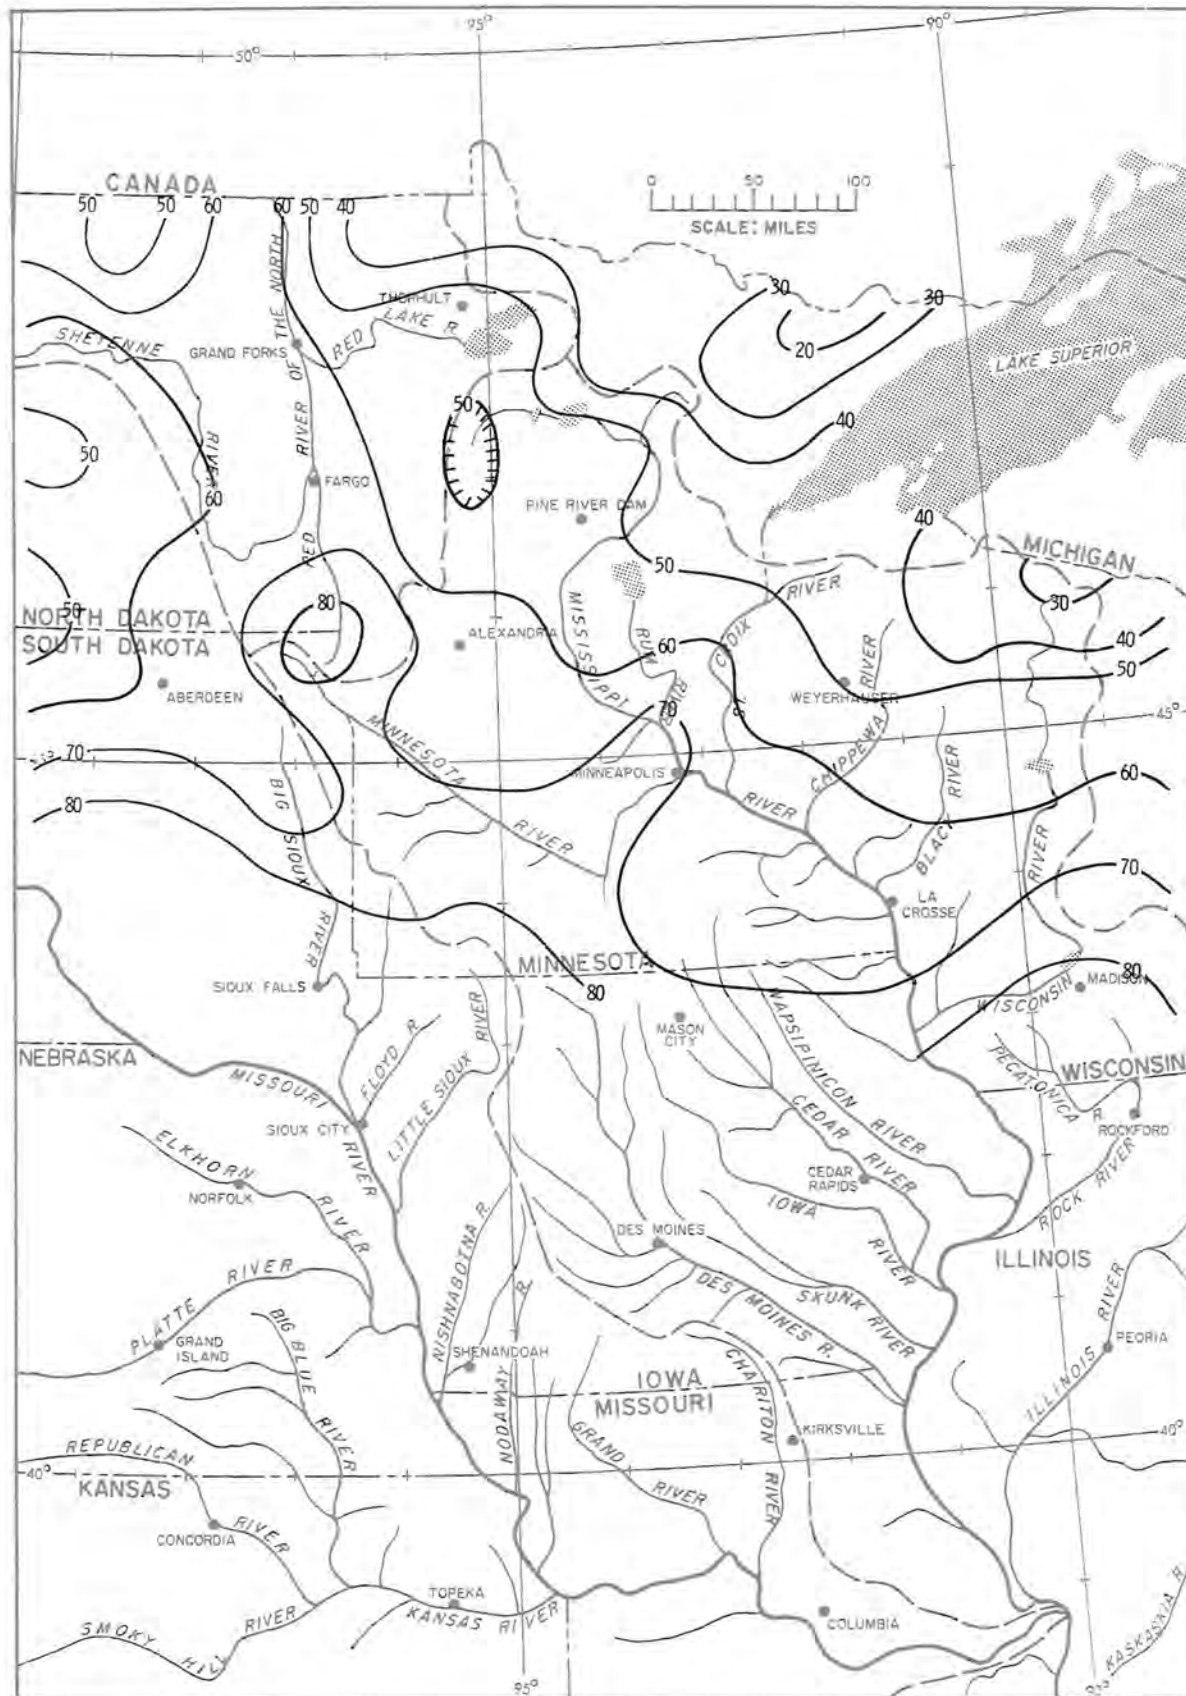 95°
90°
50°
CANADA
50
50
60
60
50
40
0 50 100
SCALE: MILES
THORHULT
RED
LAKE R.
SHEYENNE
RIVER
GRAND FORKS
RED
RIVER
OF
THE NORTH
30
30
20
LAKE SUPERIOR
40
50
50
60
FARGO
PINE RIVER DAM
50
40
MICHIGAN
30
CROIX
RIVER
50
NORTH DAKOTA
SOUTH DAKOTA
80
ALEXANDRIA
MISSISSIPPI
RUM
RIVER
60
40
50
WEYERHAUSER
ABERDEEN
70
45°
MINNESOTA
RIVER
CHIPPEWA
RIVER
70
80
BIG
SIOUX
RIVER
MINNEAPOLIS
RIVER
BLACK
RIVER
60
RIVER
70
LA
CROSSE
MINNESOTA
SIOUX FALLS
80
80
WISCONSIN
MADISON
MASON
CITY
NEBRASKA
FLOYD R.
LITTLE SIOUX
RIVER
WAPSIPINICON
RIVER
PECATONICA
R.
WISCONSIN
MISSOURI
RIVER
SIOUX CITY
CEDAR
RIVER
ROCKFORD
ELKHORN
RIVER
NORFOLK
CEDAR
RAPIDS
IOWA
RIVER
ROCK RIVER
DES MOINES
NISHNABOTNA R.
R.
ILLINOIS
PLATTE
RIVER
DES MOINES R.
SKUNK
RIVER
GRAND
ISLAND
BIG BLUE
RIVER
SHENANDOAH
PEORIA
ILLINOIS
RIVER
IOWA
MISSOURI
NODAWAY
CHARITON
RIVER
GRAND
RIVER
KIRKSVILLE
REPUBLICAN
RIVER
40°
40°
KANSAS
CONCORDIA
TOPEKA
KANSAS RIVER
COLUMBIA
SMOKY
HILL
RIVER
KASKASKIA R.
95°